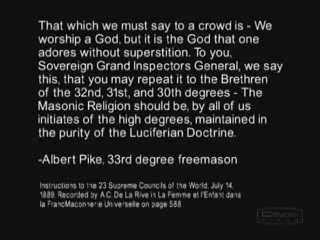 That which we must say to a crowd is - We
worship a God, but it is the God that one
adores without superstition. To you,
Sovereign Grand Inspectors General, we say
this, that you may repeat it to the Brethren
of the 32nd, 31st, and 30th degrees - The
Masonic Religion should be, by all of us
initiates of the high degrees, maintained in
the purity of the Luciferian Doctrine.
-Albert Pike, 33rd degree freemason
Instructions to the 23 Supreme Councils of the World. July 14,
1889. Recorded by A.C. De La Rive in La Femme et l'Enfant dans
la FrancMaconnerie Universelle on page 588